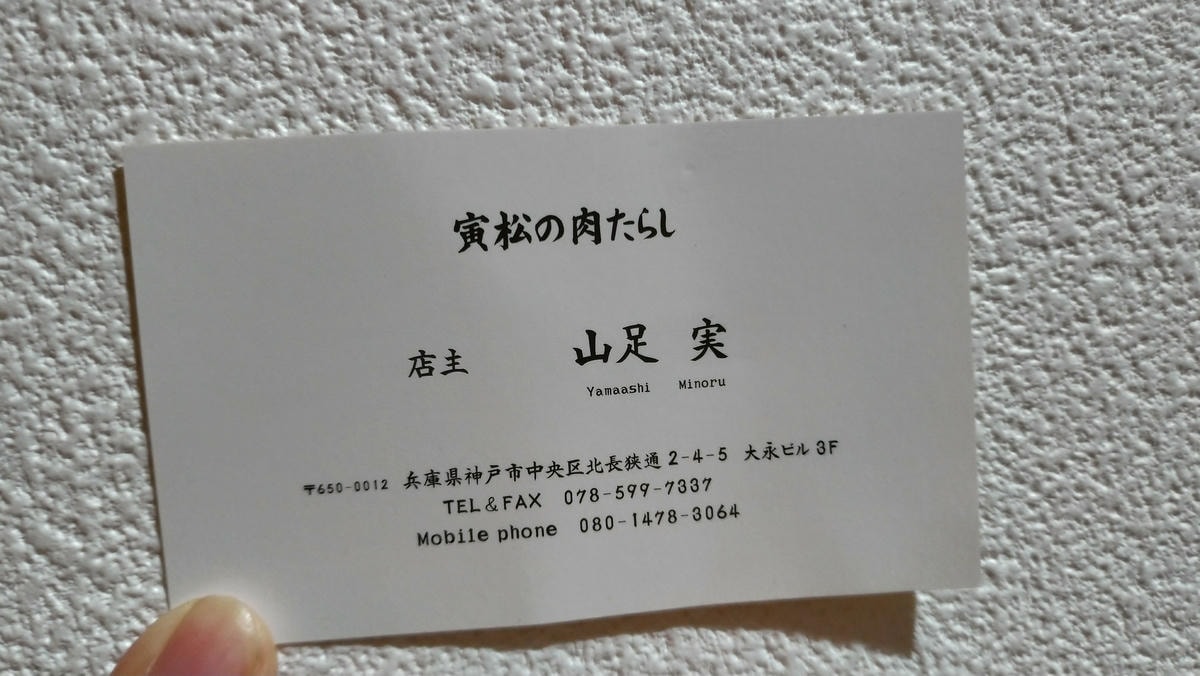 寅松の肉たらし
店主 山足 実
Yamaashi Minoru
〒650-0012 兵庫県神戸市中央区北長狭通2-4-5 大永ビル3F
TEL&FAX 078-599-7337
Mobile phone 080-1478-3064